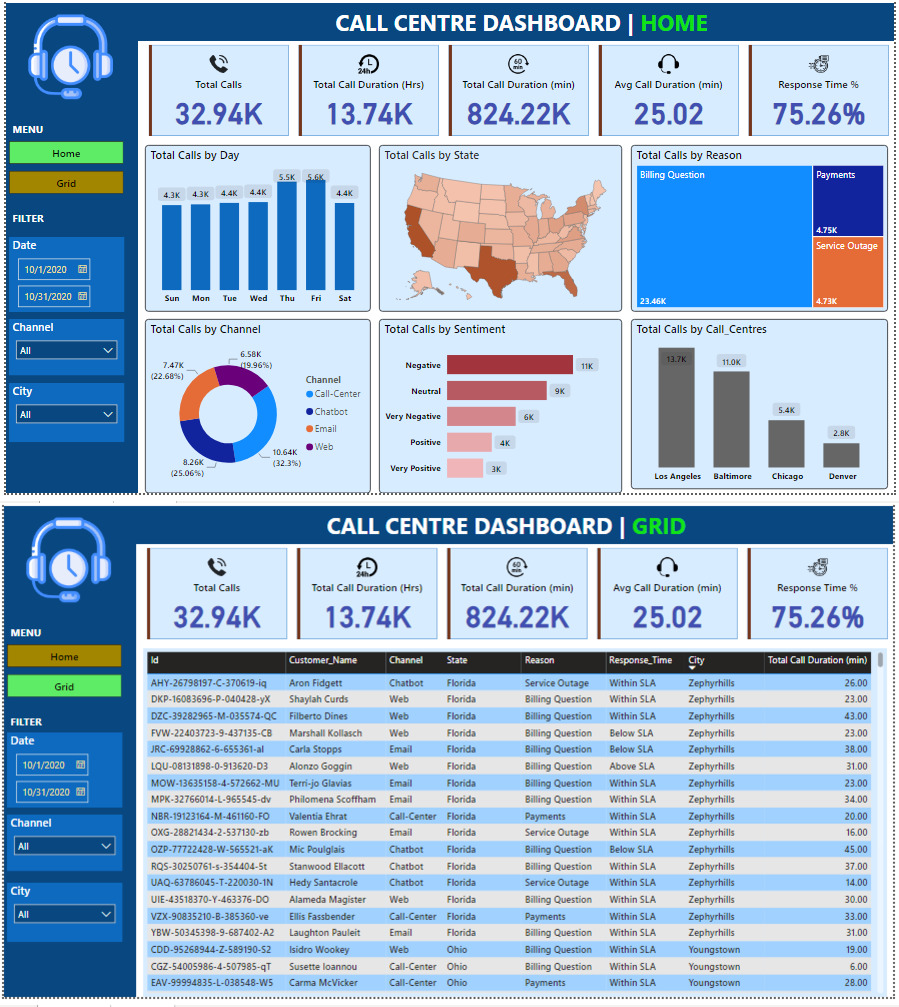 CALL CENTRE DASHBOARD | HOME
24h
60 min
Total Calls
Total Call Duration (Hrs)
Total Call Duration (min)
Avg Call Duration (min)
Response Time %
32.94K
13.74K
824.22K
25.02
75.26%
MENU
Home
Grid
FILTER
Date
10/1/2020
10/31/2020
Channel
All
City
All
Total Calls by Day
4.3K 4.3K 4.4K 4.4K 5.5K 5.6K 4.4K
Sun Mon Tue Wed Thu Fri Sat
Total Calls by State
Total Calls by Reason
Billing Question
23.46K
Payments
4.75K
Service Outage
4.73K
Total Calls by Channel
6.58K
(19.96%)
7.47K
(22.68%)
8.26K
(25.06%)
10.64K
(32.3%)
Channel
Call-Center
Chatbot
Email
Web
Total Calls by Sentiment
Negative 11K
Neutral 9K
Very Negative 6K
Positive 4K
Very Positive 3K
Total Calls by Call_Centres
13.7K 11.0K 5.4K 2.8K
Los Angeles Baltimore Chicago Denver
CALL CENTRE DASHBOARD | GRID
24h
60 min
Total Calls
Total Call Duration (Hrs)
Total Call Duration (min)
Avg Call Duration (min)
Response Time %
32.94K
13.74K
824.22K
25.02
75.26%
MENU
Home
Grid
FILTER
Date
10/1/2020
10/31/2020
Channel
All
City
All
Id Customer_Name Channel State Reason Response_Time City Total Call Duration (min)
AHY-26798197-C-370619-iq Aron Fidgett Chatbot Florida Service Outage Within SLA Zephyrhills 26.00
DKP-16083696-P-040428-yX Shaylah Curds Web Florida Billing Question Within SLA Zephyrhills 23.00
DZC-39282965-M-035574-QC Filberto Dines Web Florida Billing Question Within SLA Zephyrhills 43.00
FVW-22403723-9-437135-CB Marshall Kollasch Web Florida Billing Question Below SLA Zephyrhills 23.00
JRC-69928862-6-655361-aI Carla Stopps Email Florida Billing Question Below SLA Zephyrhills 38.00
LQU-08131898-0-913620-D3 Alonzo Goggin Web Florida Billing Question Above SLA Zephyrhills 31.00
MOW-13635158-4-572662-MU Terri-jo Glavias Email Florida Billing Question Within SLA Zephyrhills 23.00
MPK-32766014-L-965545-dv Philomena Scoffham Email Florida Billing Question Within SLA Zephyrhills 34.00
NBR-19123164-M-461160-FO Valentia Ehrat Call-Center Florida Payments Within SLA Zephyrhills 20.00
OXG-28821434-2-537130-zb Rowen Brocking Email Florida Service Outage Within SLA Zephyrhills 16.00
OZP-77722428-W-565521-aK Mic Poulglais Chatbot Florida Billing Question Below SLA Zephyrhills 45.00
RQS-30250761-s-354404-5t Stanwood Ellacott Chatbot Florida Billing Question Within SLA Zephyrhills 37.00
UAQ-63786045-T-220030-1N Hedy Santacrole Chatbot Florida Service Outage Within SLA Zephyrhills 14.00
UIE-43518370-Y-463376-DO Alameda Magister Web Florida Billing Question Within SLA Zephyrhills 30.00
VZX-90835210-B-385360-ve Ellis Fassbender Call-Center Florida Payments Within SLA Zephyrhills 33.00
YBW-50345398-9-687402-A2 Laughton Pauleit Email Florida Billing Question Within SLA Zephyrhills 31.00
CDD-95268944-Z-589190-S2 Isidro Wookey Web Ohio Billing Question Within SLA Youngstown 19.00
CGZ-54005986-4-507985-qT Susette Ioannou Call-Center Ohio Billing Question Within SLA Youngstown 6.00
EAV-99994835-L-038548-W5 Carma McVicker Call-Center Ohio Payments Within SLA Youngstown 28.00